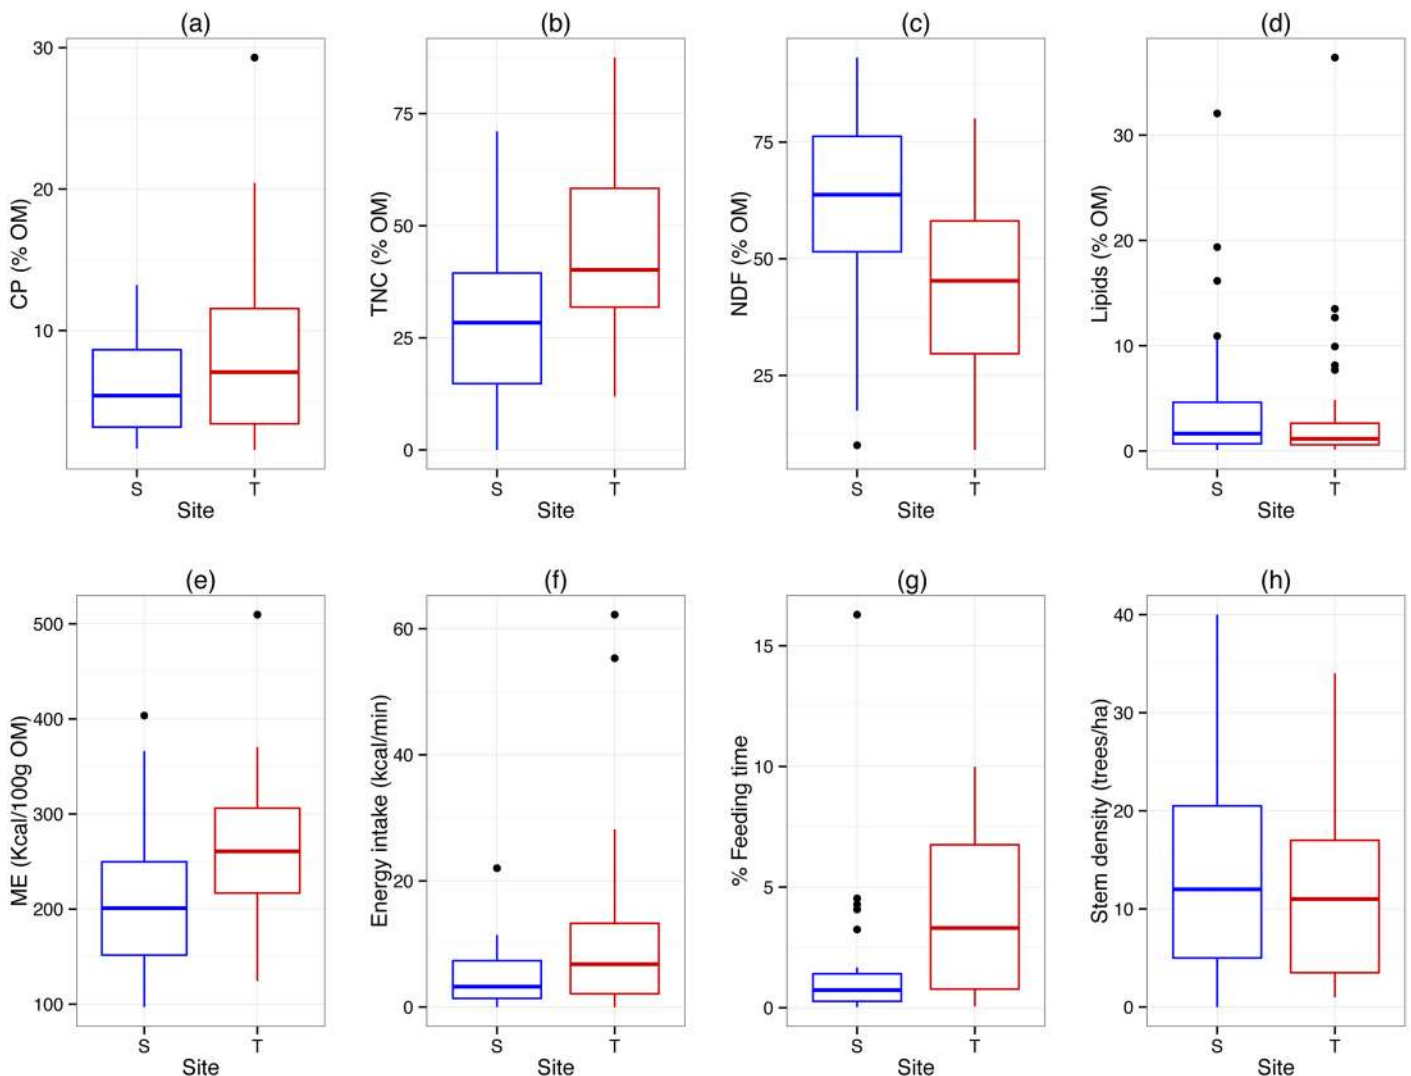 (a)
CP (% OM)
30
20
10
S T
Site
(b)
TNC (% OM)
75
50
25
0
S T
Site
(c)
NDF (% OM)
75
50
25
S T
Site
(d)
Lipids (% OM)
30
20
10
0
S T
Site
(e)
ME (Kcal/100g OM)
500
400
300
200
100
S T
Site
(f)
Energy intake (kcal/min)
60
40
20
0
S T
Site
(g)
% Feeding time
15
10
5
0
S T
Site
(h)
Stem density (trees/ha)
40
30
20
10
0
S T
Site